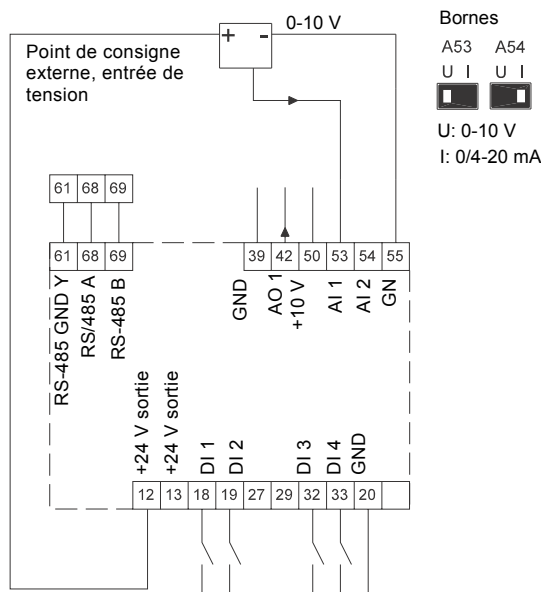 0-10 V
+ -
Point de consigne
externe, entrée de
tension
Bornes
A53 A54
U I U I
U: 0-10 V
I: 0/4-20 mA
61 68 69
61 68 69
39 42 50 53 54 55
RS-485 GND Y
RS/485 A
RS-485 B
GND
AO 1
+10 V
AI 1
AI 2
GN
+24 V sortie
+24 V sortie
DI 1
DI 2
DI 3
DI 4
GND
12 13 18 19 27 29 32 33 20